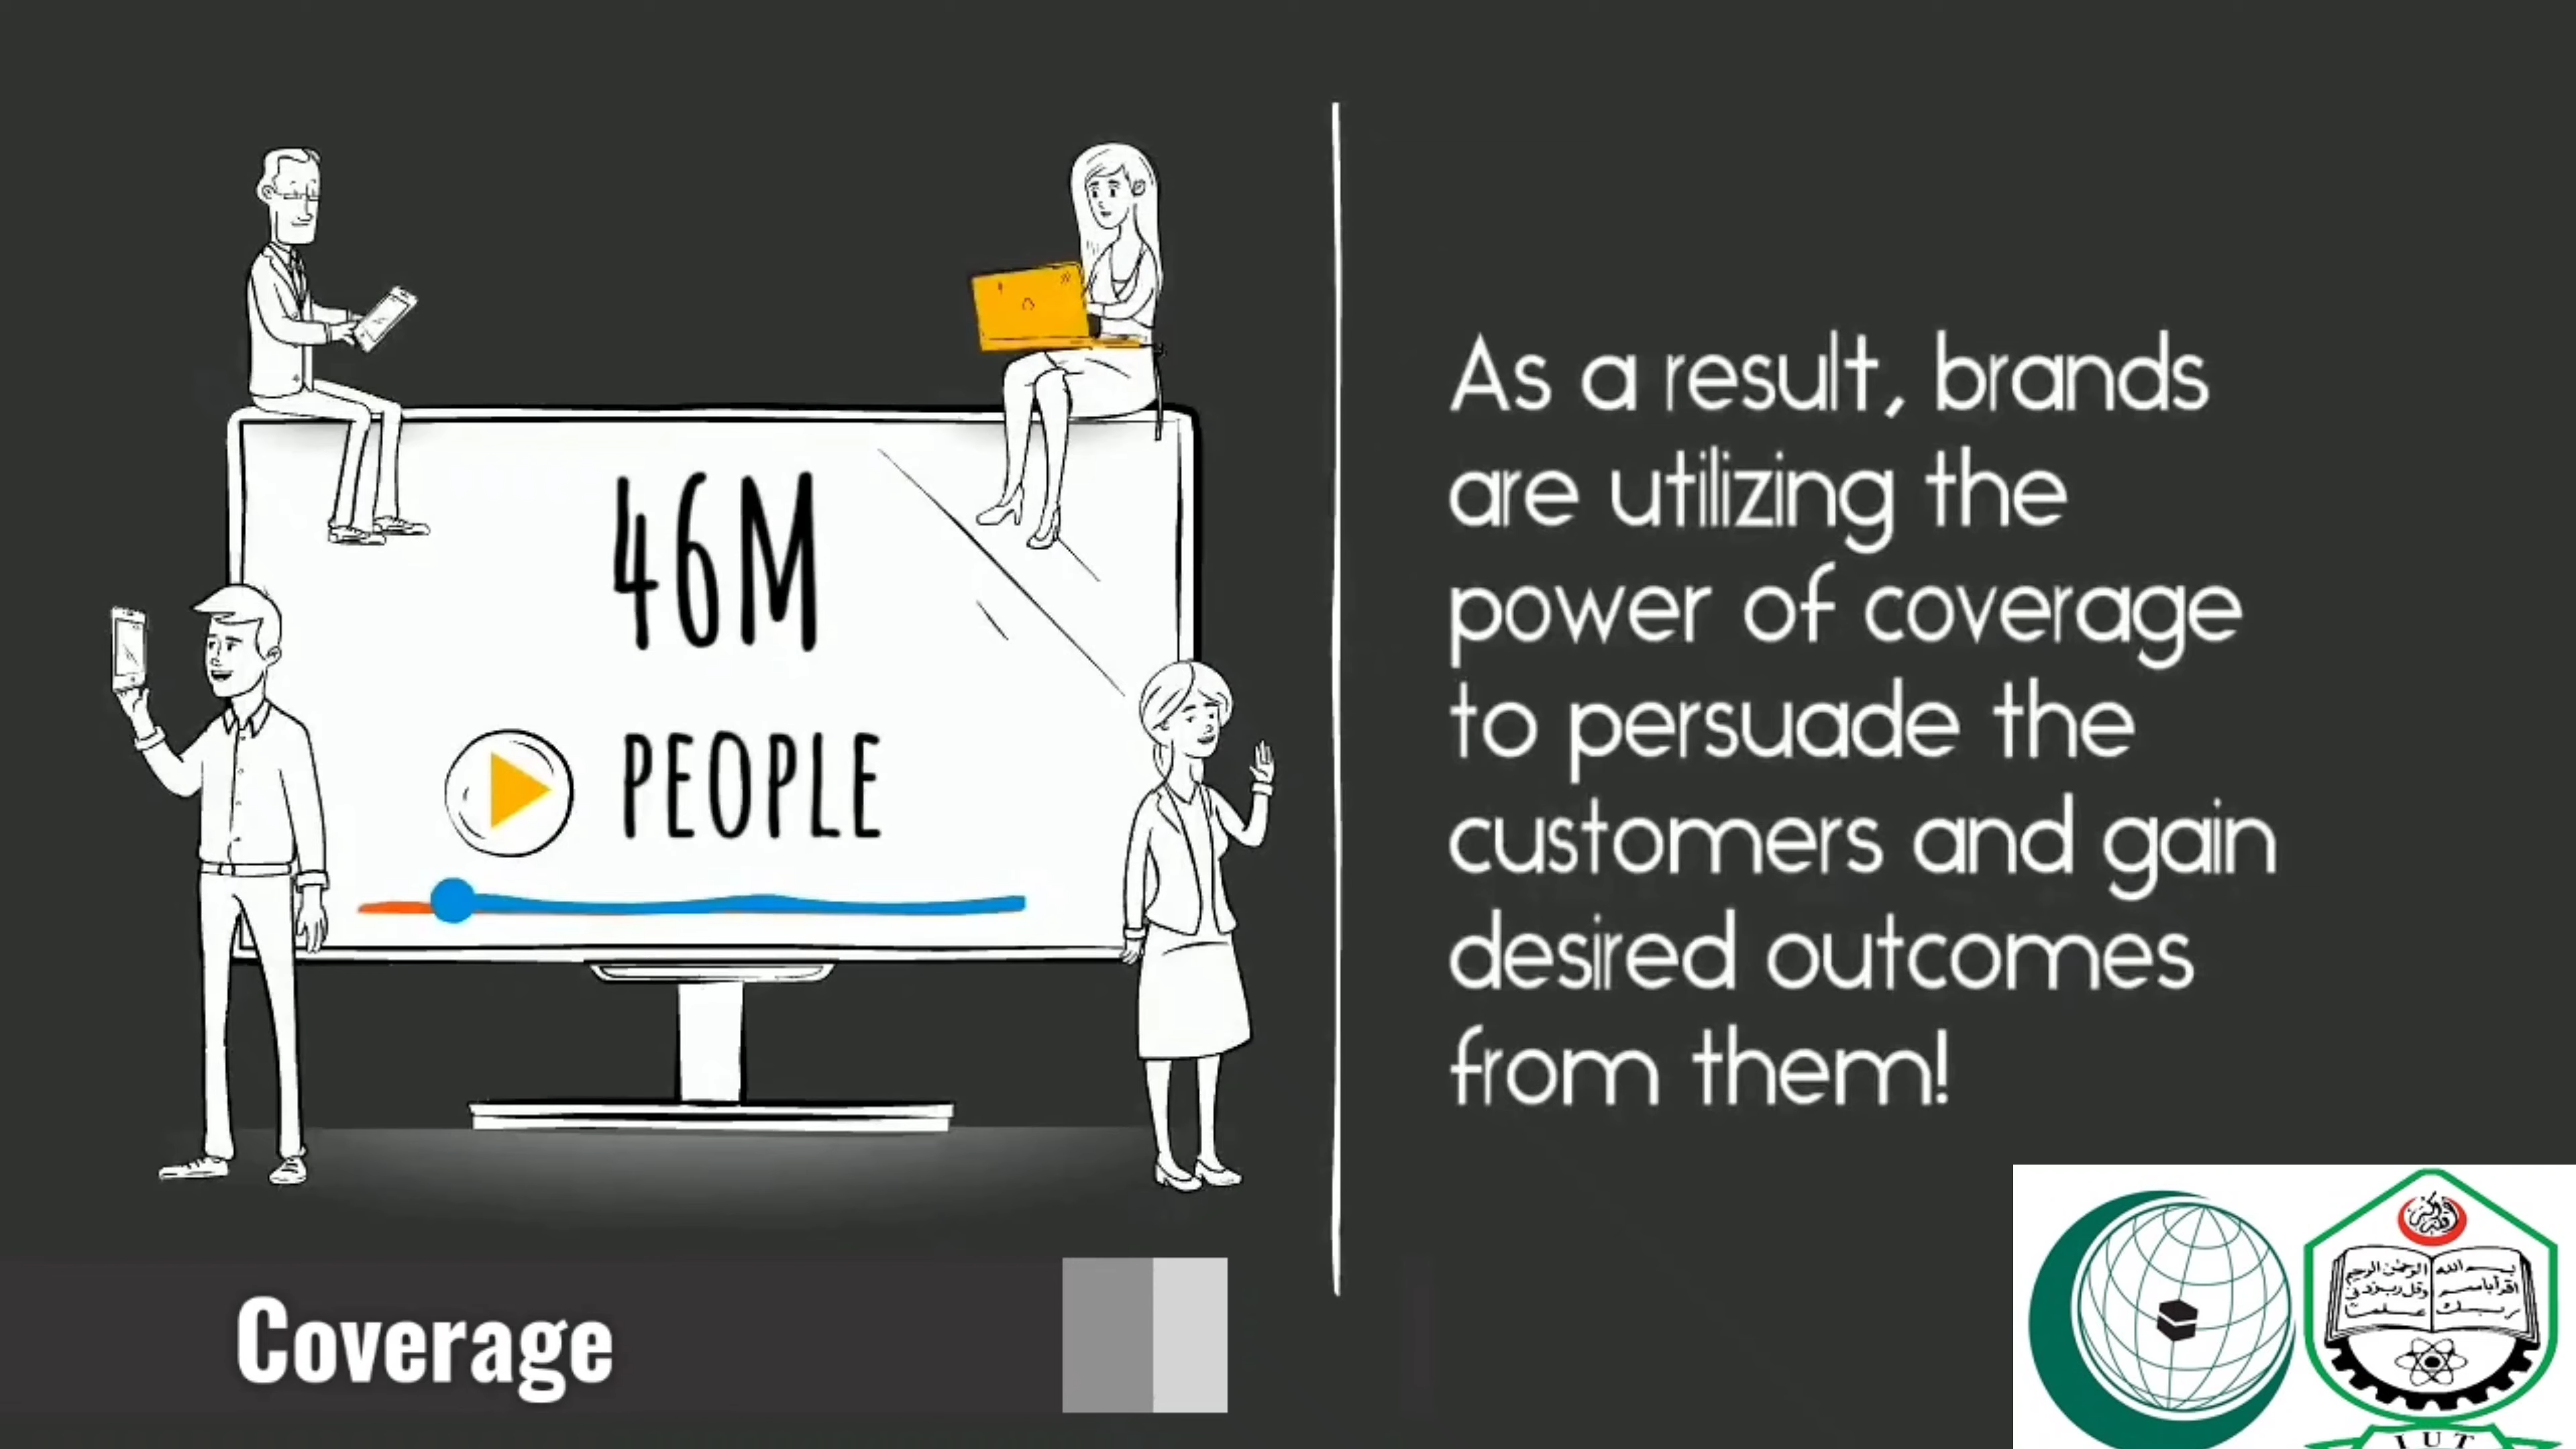 46M
PEOPLE
As a result, brands
are utilizing the
power of coverage
to persuade the
customers and gain
desired outcomes
from them!
Coverage
IUT